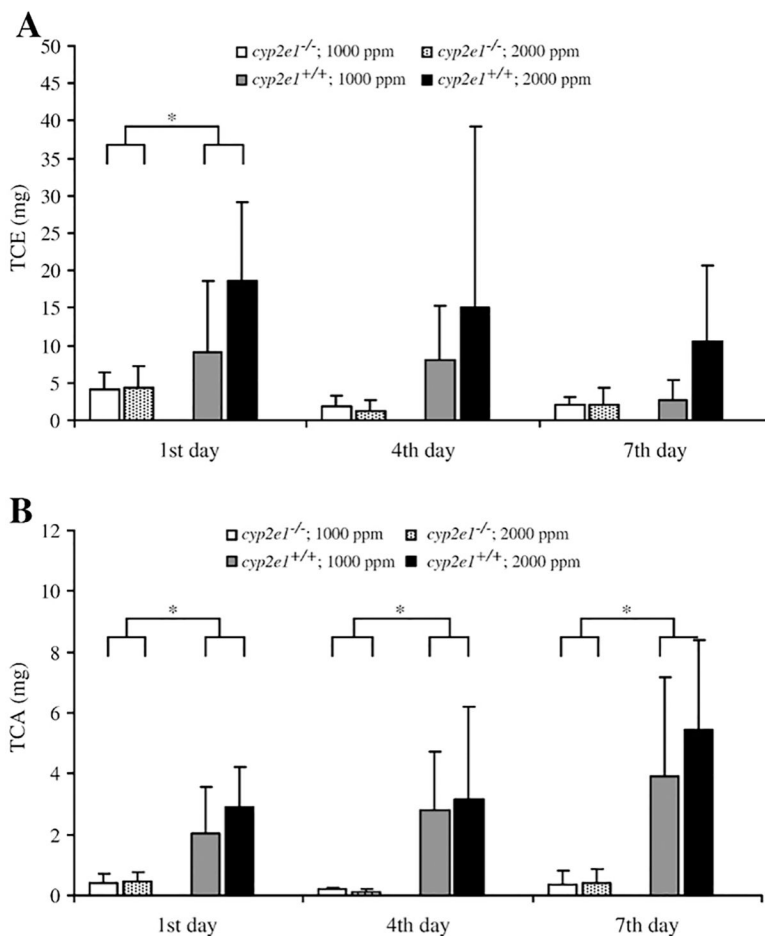 A
50
cyp2e1-/-; 1000 ppm cyp2e1-/-; 2000 ppm
45
cyp2e1+/+; 1000 ppm cyp2e1+/+; 2000 ppm
40
*
35
30
TCE (mg)
25
20
15
10
5
0
1st day 4th day 7th day
B
12
cyp2e1-/-; 1000 ppm cyp2e1-/-; 2000 ppm
cyp2e1+/+; 1000 ppm cyp2e1+/+; 2000 ppm
10
* * *
8
TCA (mg)
6
4
2
0
1st day 4th day 7th day